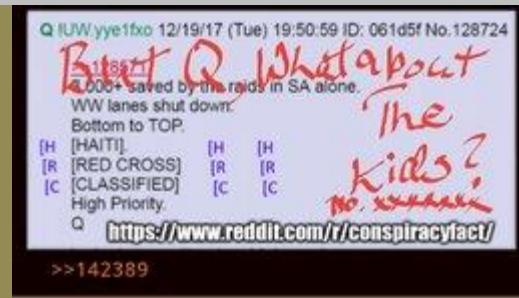 Q !UW.yye1fxo 12/19/17 (Tue) 19:50:59 ID: 061d5f No.128724
But Q, What about
The
Kids?
3,000+ saved by the raids in SA alone.
WW lanes shut down.
Bottom to TOP.
[H [HAITI]. [H [H
[R [RED CROSS] [R [R
[C [CLASSIFIED] [C [C
High Priority.
No. xxxxxxx
Q
https://www.reddit.com/r/conspiracyfact/
>>142389